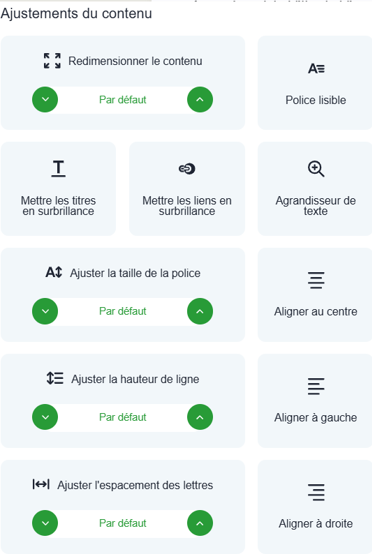 Ajustements du contenu
Redimensionner le contenu
Par défaut
Police lisible
Mettre les titres
en surbrillance
Mettre les liens en
surbrillance
Agrandisseur de
texte
Ajuster la taille de la police
Par défaut
Aligner au centre
Ajuster la hauteur de ligne
Par défaut
Aligner à gauche
Ajuster l'espacement des lettres
Par défaut
Aligner à droite